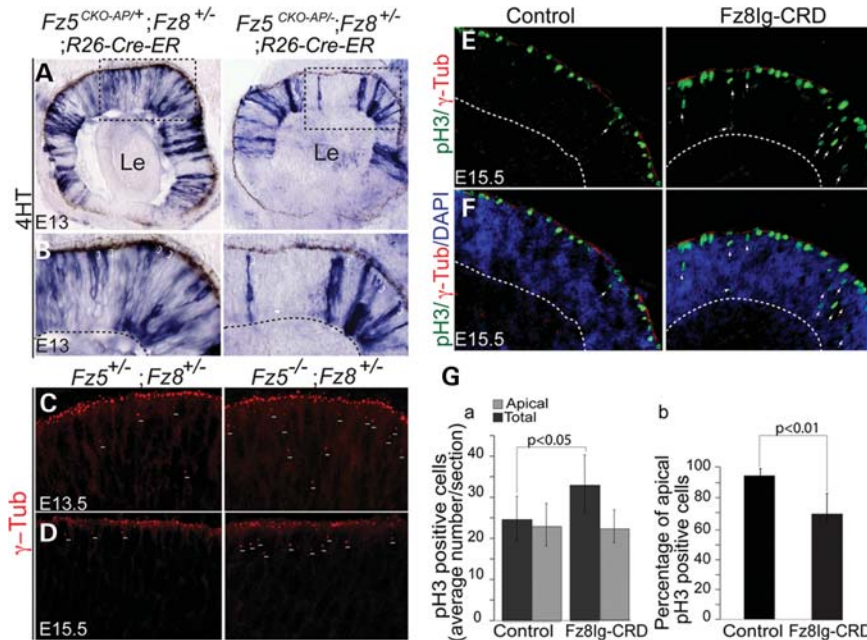 Fz5 CKO-AP/+;Fz8 +/-
;R26-Cre-ER
Fz5 CKO-AP/-;Fz8 +/-
;R26-Cre-ER
A
Le
Le
E13
4HT
B
E13
Fz5 +/- ;Fz8 +/-
Fz5 -/- ;Fz8 +/-
C
E13.5
D
E15.5
γ-Tub
Control
Fz8Ig-CRD
E
pH3/γ-Tub
E15.5
F
pH3/γ-Tub/DAPI
E15.5
G
a
Apical
Total
p<0.05
pH3 positive cells
(average number/section)
40
30
20
10
0
Control
Fz8Ig-CRD
b
p<0.01
Percentage of apical
pH3 positive cells
100
90
80
60
40
20
0
Control
Fz8Ig-CRD